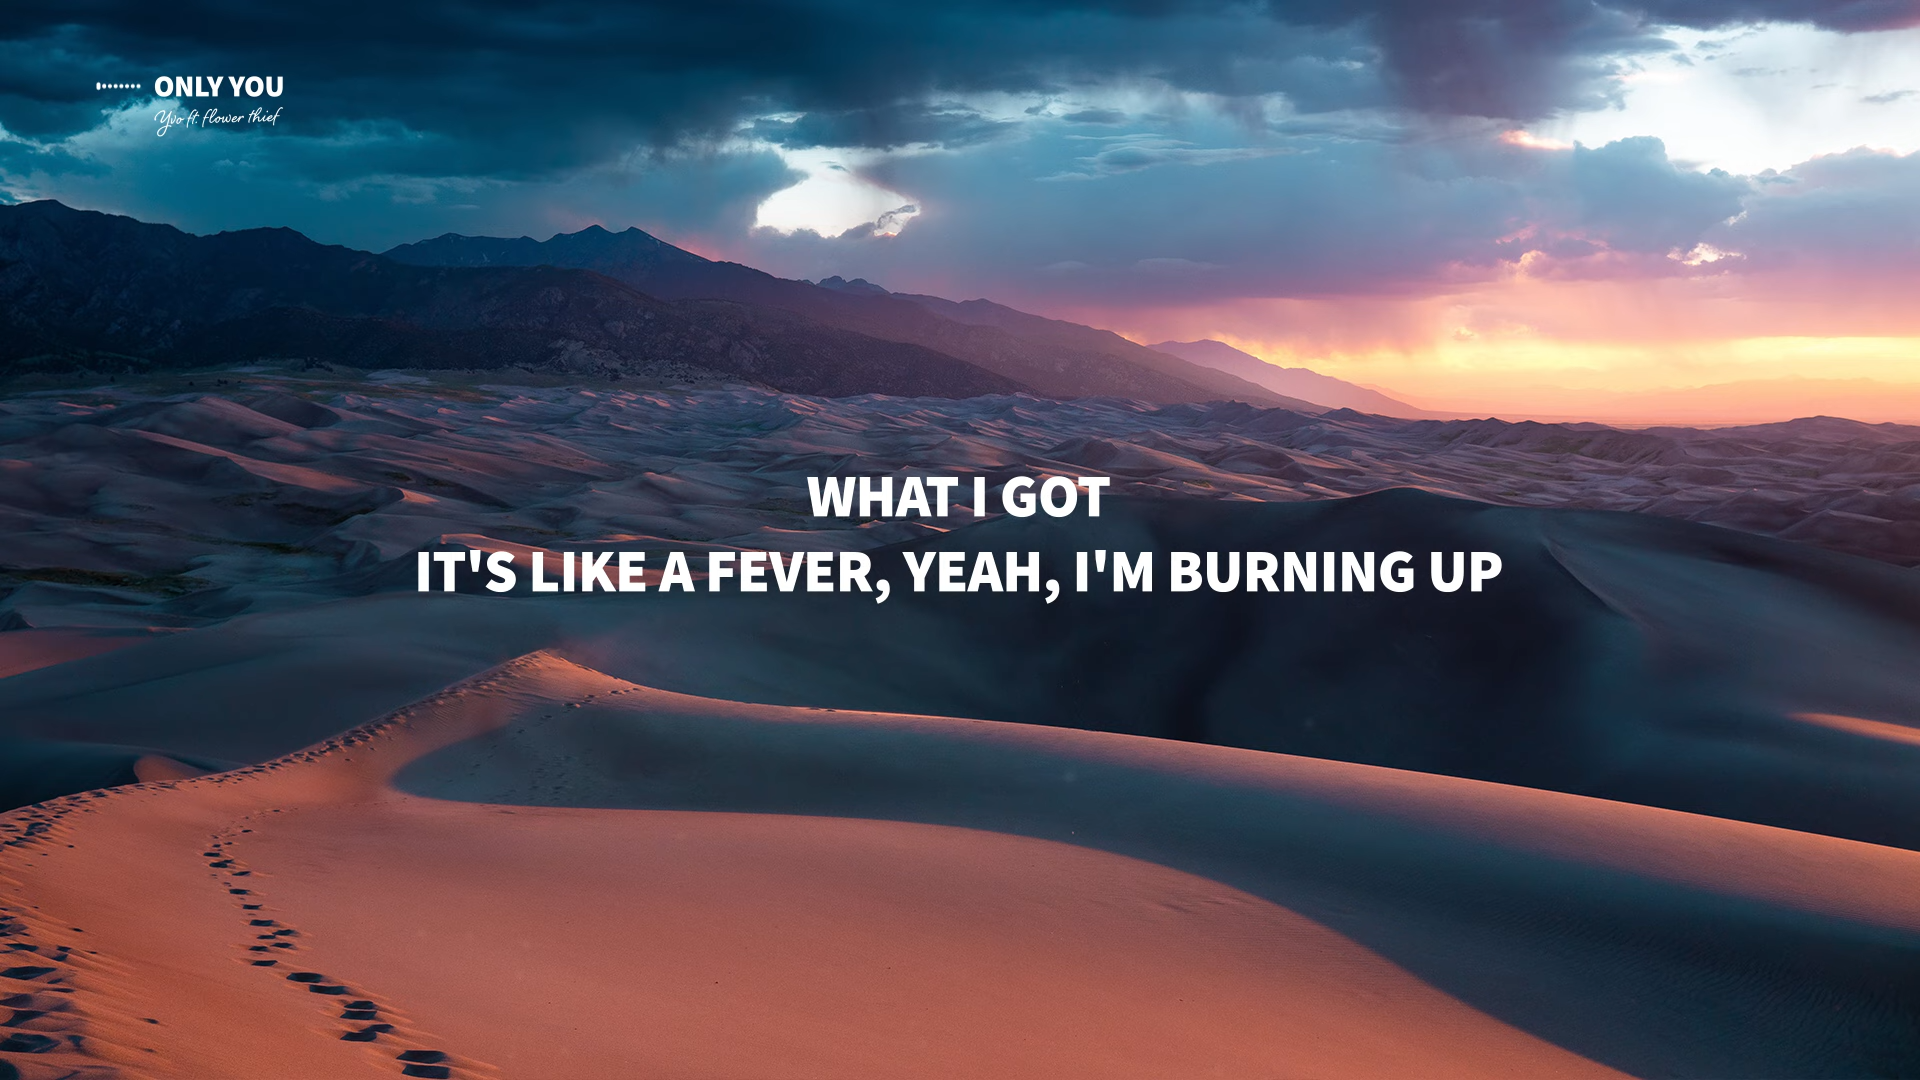 ONLY YOU
Yvo ft. flower thief
WHAT I GOT
IT'S LIKE A FEVER, YEAH, I'M BURNING UP